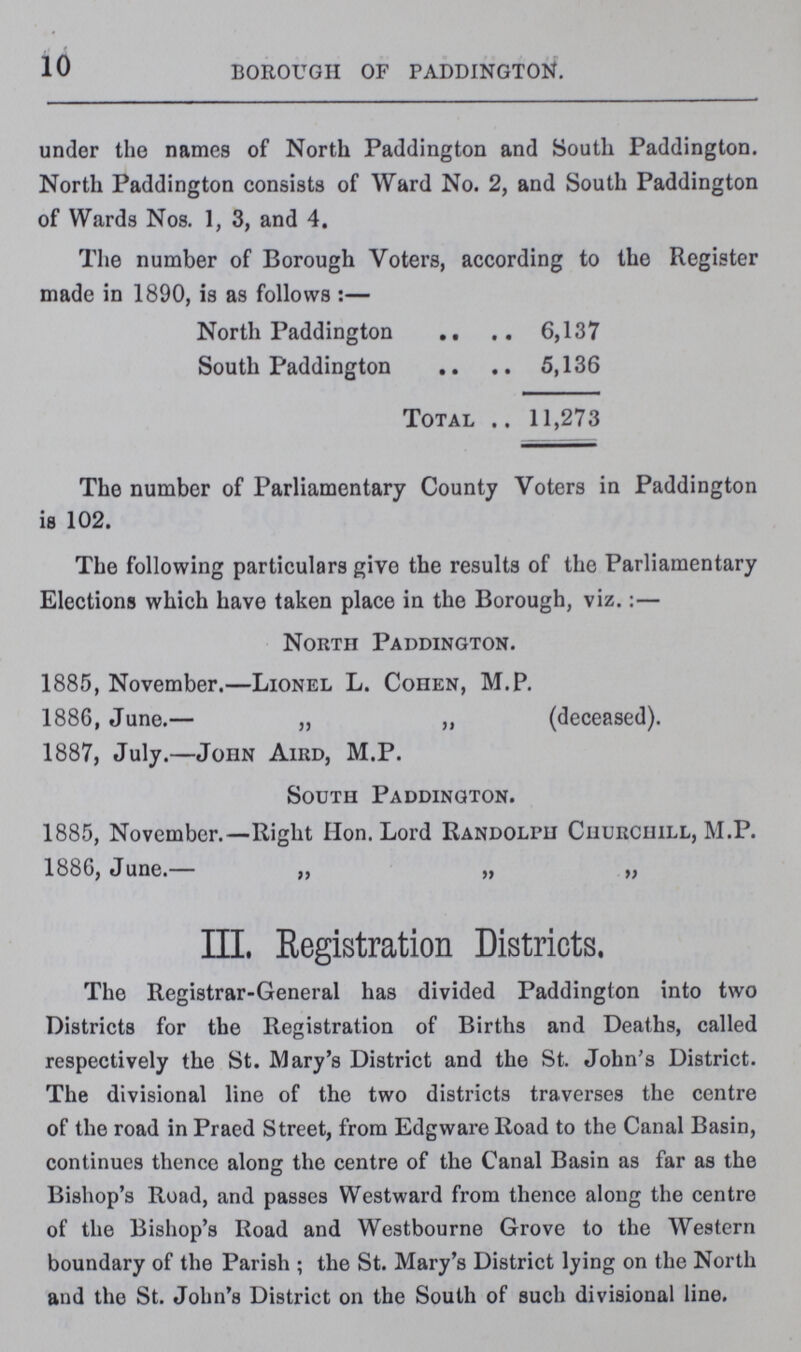 10
BOROUGH OF PADDINGTON.
under the names of North Paddington and South Paddington.
North Paddington consists of Ward No. 2, and South Paddington
of Wards Nos. 1, 3, and 4.
The number of Borough Voters, according to the Register
made in 1890, is as follows :—
North Paddington .. .. 6,137
South Paddington .. .. 5,136
TOTAL .. 11,273
The number of Parliamentary County Voters in Paddington
is 102.
The following particulars give the results of the Parliamentary
Elections which have taken place in the Borough, viz. :—
NORTH PADDINGTON.
1885, November.—LIONEL L. COHEN, M.P.
1886, June.— „ „ (deceased).
1887, July.—JOHN AIRD, M.P.
SOUTH PADDINGTON.
1885, November.—Right Hon. Lord RANDOLPH CHURCHILL, M.P.
1886, June.— „ „ „
III. Registration Districts.
The Registrar-General has divided Paddington into two
Districts for the Registration of Births and Deaths, called
respectively the St. Mary's District and the St. John's District.
The divisional line of the two districts traverses the centre
of the road in Praed Street, from Edgware Road to the Canal Basin,
continues thence along the centre of the Canal Basin as far as the
Bishop's Road, and passes Westward from thence along the centre
of the Bishop's Road and Westbourne Grove to the Western
boundary of the Parish ; the St. Mary's District lying on the North
and the St. John's District on the South of such divisional line.